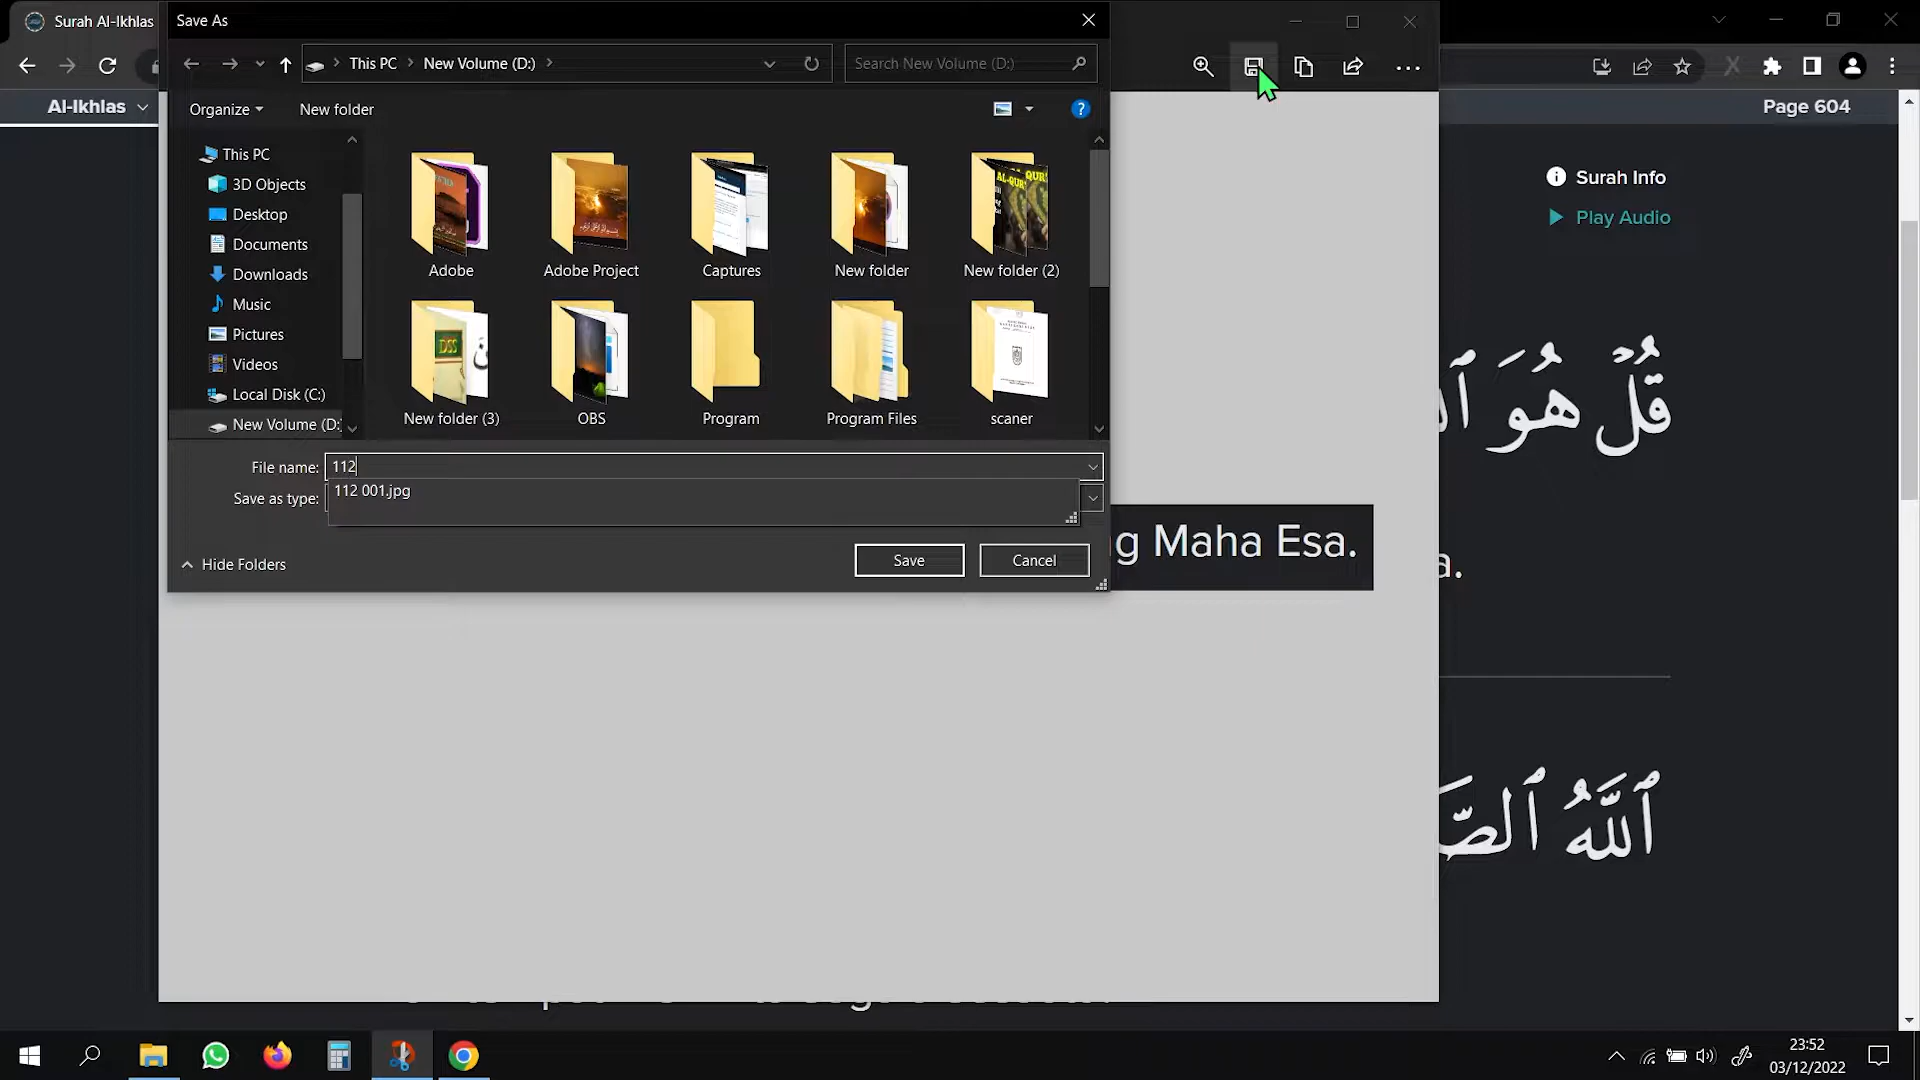 Surah Al-Ikhlas
Save As
This PC
New Volume (D:)
Search New Volume (D:)
Al-Ikhlas
Page 604
Organize
New folder
This PC
3D Objects
Desktop
Documents
Downloads
Music
Pictures
Videos
Local Disk (C:)
New Volume (D:
Adobe
Adobe Project
Captures
New folder
New folder (2)
New folder (3)
OBS
Program
Program Files
scaner
Surah Info
Play Audio
قُلْ هُوَ
File name: 112
112 001.jpg
Save as type:
g Maha Esa.
a.
Hide Folders
Save
Cancel
ٱللَّهُ
23:52
03/12/2022